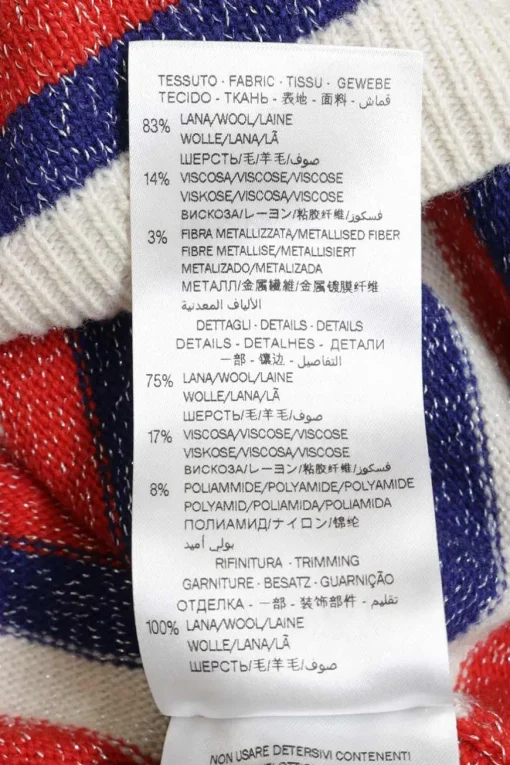 TESSUTO · FABRIC · TISSU · GEWEBE
TECIDO - ТКАНЬ - 表地 - 面料 - قماش
83% LANA/WOOL/LAINE
WOLLE/LANA/LÃ
ШЕРСТЬ/毛/羊毛/صوف
14% VISCOSA/VISCOSE/VISCOSE
VISKOSE/VISCOSA/VISCOSE
ВИСКОЗА/レーヨン/粘胶纤维/فسكوز
3% FIBRA METALLIZZATA/METALLISED FIBER
FIBRE METALLISE/METALLISIERT
METALIZADO/METALIZADA
МЕТАЛЛ/金属繊維/金属镀膜纤维
الألياف المعدنية
DETTAGLI · DETAILS · DETAILS
DETAILS - DETALHES - ДЕТАЛИ
一部 - 镶边 - التفاصيل
75% LANA/WOOL/LAINE
WOLLE/LANA/LÃ
ШЕРСТЬ/毛/羊毛/صوف
17% VISCOSA/VISCOSE/VISCOSE
VISKOSE/VISCOSA/VISCOSE
ВИСКОЗА/レーヨン/粘胶纤维/فسكوز
8% POLIAMMIDE/POLYAMIDE/POLYAMIDE
POLYAMID/POLIAMIDA/POLIAMIDA
ПОЛИАМИД/ナイロン/锦纶
بولي أميد
RIFINITURA · TRIMMING
GARNITURE · BESATZ · GUARNIÇÃO
ОТДЕЛКА - 一部 - 装饰部件 - تقليم
100% LANA/WOOL/LAINE
WOLLE/LANA/LÃ
ШЕРСТЬ/毛/羊毛/صوف
NON USARE DETERSIVI CONTENENTI